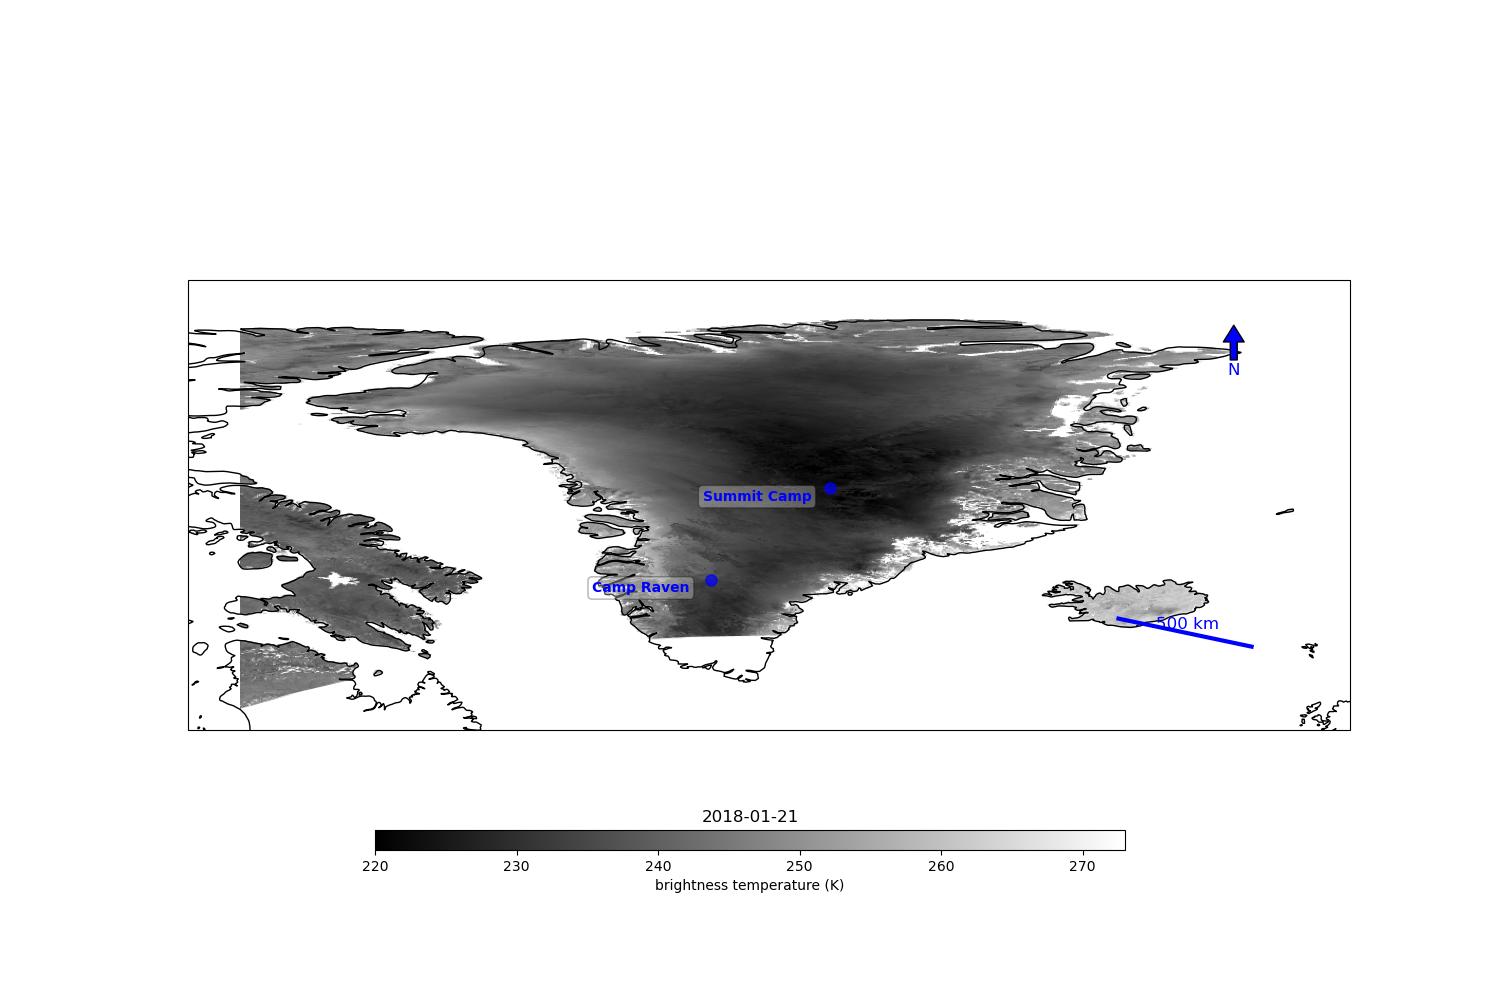 N
Summit Camp
Camp Raven
500 km
2018-01-21
220 230 240 250 260 270
brightness temperature (K)